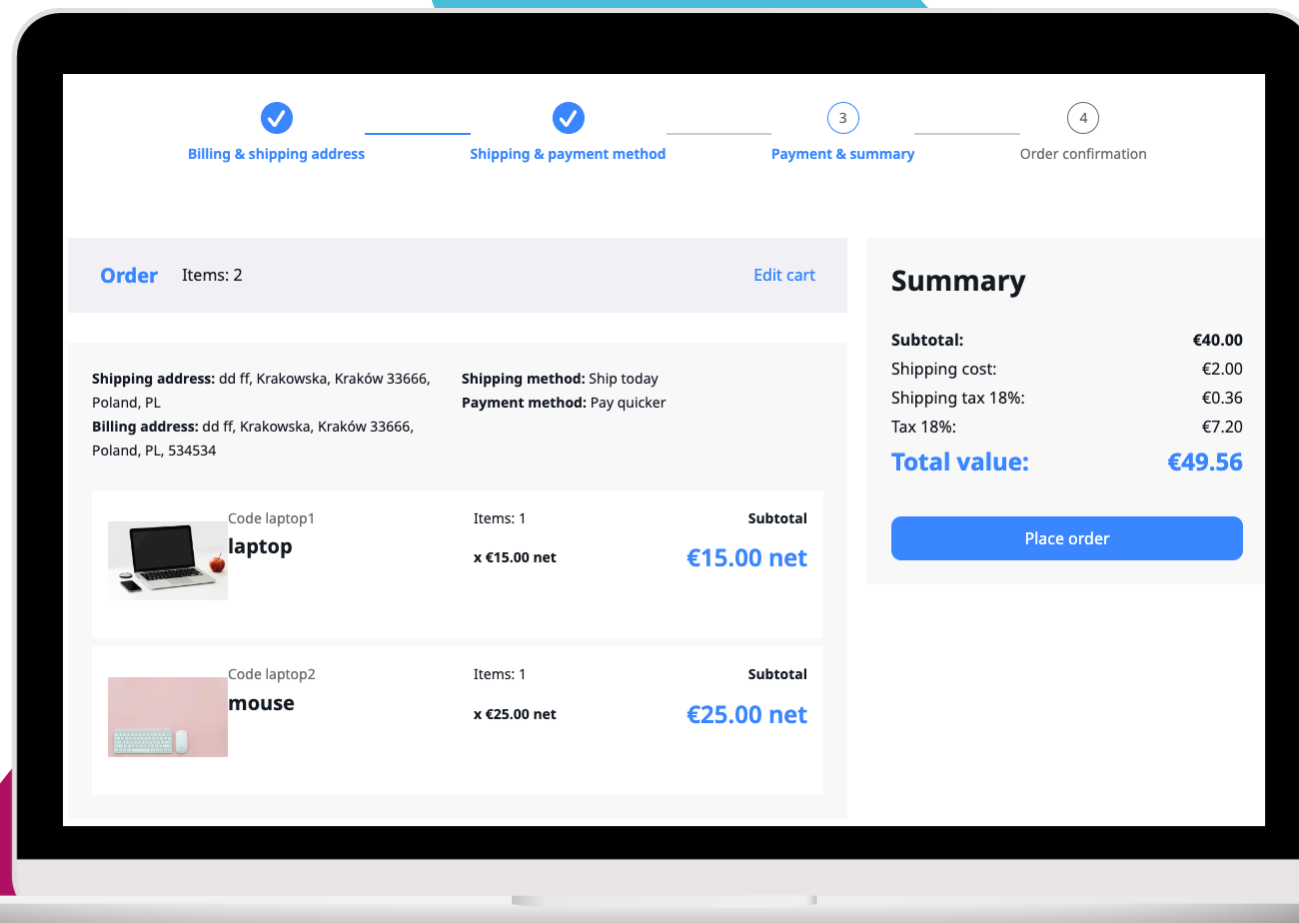 3
4
Billing & shipping address
Shipping & payment method
Payment & summary
Order confirmation
Order
Items: 2
Edit cart
Shipping address: dd ff, Krakowska, Kraków 33666,
Poland, PL
Billing address: dd ff, Krakowska, Kraków 33666,
Poland, PL, 534534
Shipping method: Ship today
Payment method: Pay quicker
Code laptop1
laptop
Items: 1
x €15.00 net
Subtotal
€15.00 net
Code laptop2
mouse
Items: 1
x €25.00 net
Subtotal
€25.00 net
Summary
Subtotal: €40.00
Shipping cost: €2.00
Shipping tax 18%: €0.36
Tax 18%: €7.20
Total value: €49.56
Place order